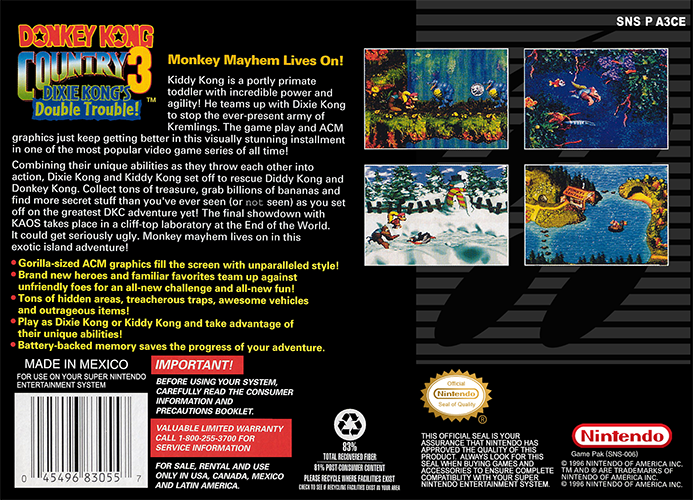 SNS P A3CE
DONKEY KONG
COUNTRY 3
DIXIE KONG'S
Double Trouble!™
Monkey Mayhem Lives On!
Kiddy Kong is a portly primate
toddler with incredible power and
agility! He teams up with Dixie Kong
to stop the ever-present army of
Kremlings. The game play and ACM
graphics just keep getting better in this visually stunning installment
in one of the most popular video game series of all time!
Combining their unique abilities as they throw each other into
action, Dixie Kong and Kiddy Kong set off to rescue Diddy Kong and
Donkey Kong. Collect tons of treasure, grab billions of bananas and
find more secret stuff than you've ever seen (or not seen) as you set
off on the greatest DKC adventure yet! The final showdown with
KAOS takes place in a cliff-top laboratory at the End of the World.
It could get seriously ugly. Monkey mayhem lives on in this
exotic island adventure!
• Gorilla-sized ACM graphics fill the screen with unparalleled style!
• Brand new heroes and familiar favorites team up against
unfriendly foes for an all-new challenge and all-new fun!
• Tons of hidden areas, treacherous traps, awesome vehicles
and outrageous items!
• Play as Dixie Kong or Kiddy Kong and take advantage of
their unique abilities!
• Battery-backed memory saves the progress of your adventure.
MADE IN MEXICO
FOR USE ON YOUR SUPER NINTENDO
ENTERTAINMENT SYSTEM
0 45496 83055 7
IMPORTANT!
BEFORE USING YOUR SYSTEM,
CAREFULLY READ THE CONSUMER
INFORMATION AND
PRECAUTIONS BOOKLET.
VALUABLE LIMITED WARRANTY
CALL 1-800-255-3700 FOR
SERVICE INFORMATION
FOR SALE, RENTAL AND USE
ONLY IN USA, CANADA, MEXICO
AND LATIN AMERICA.
83%
TOTAL RECOVERED FIBER
81% POST-CONSUMER CONTENT
PLEASE RECYCLE WHERE FACILITIES EXIST
CHECK TO SEE IF RECYCLING FACILITIES EXIST IN YOUR AREA
Official
Nintendo
Seal of Quality
®
THIS OFFICIAL SEAL IS YOUR
ASSURANCE THAT NINTENDO HAS
APPROVED THE QUALITY OF THIS
PRODUCT. ALWAYS LOOK FOR THIS
SEAL WHEN BUYING GAMES AND
ACCESSORIES TO ENSURE COMPLETE
COMPATIBILITY WITH YOUR SUPER
NINTENDO ENTERTAINMENT SYSTEM.
Nintendo
Game Pak (SNS-006)
© 1996 NINTENDO OF AMERICA INC.
TM AND ® ARE TRADEMARKS OF
NINTENDO OF AMERICA INC.
© 1996 NINTENDO OF AMERICA INC.